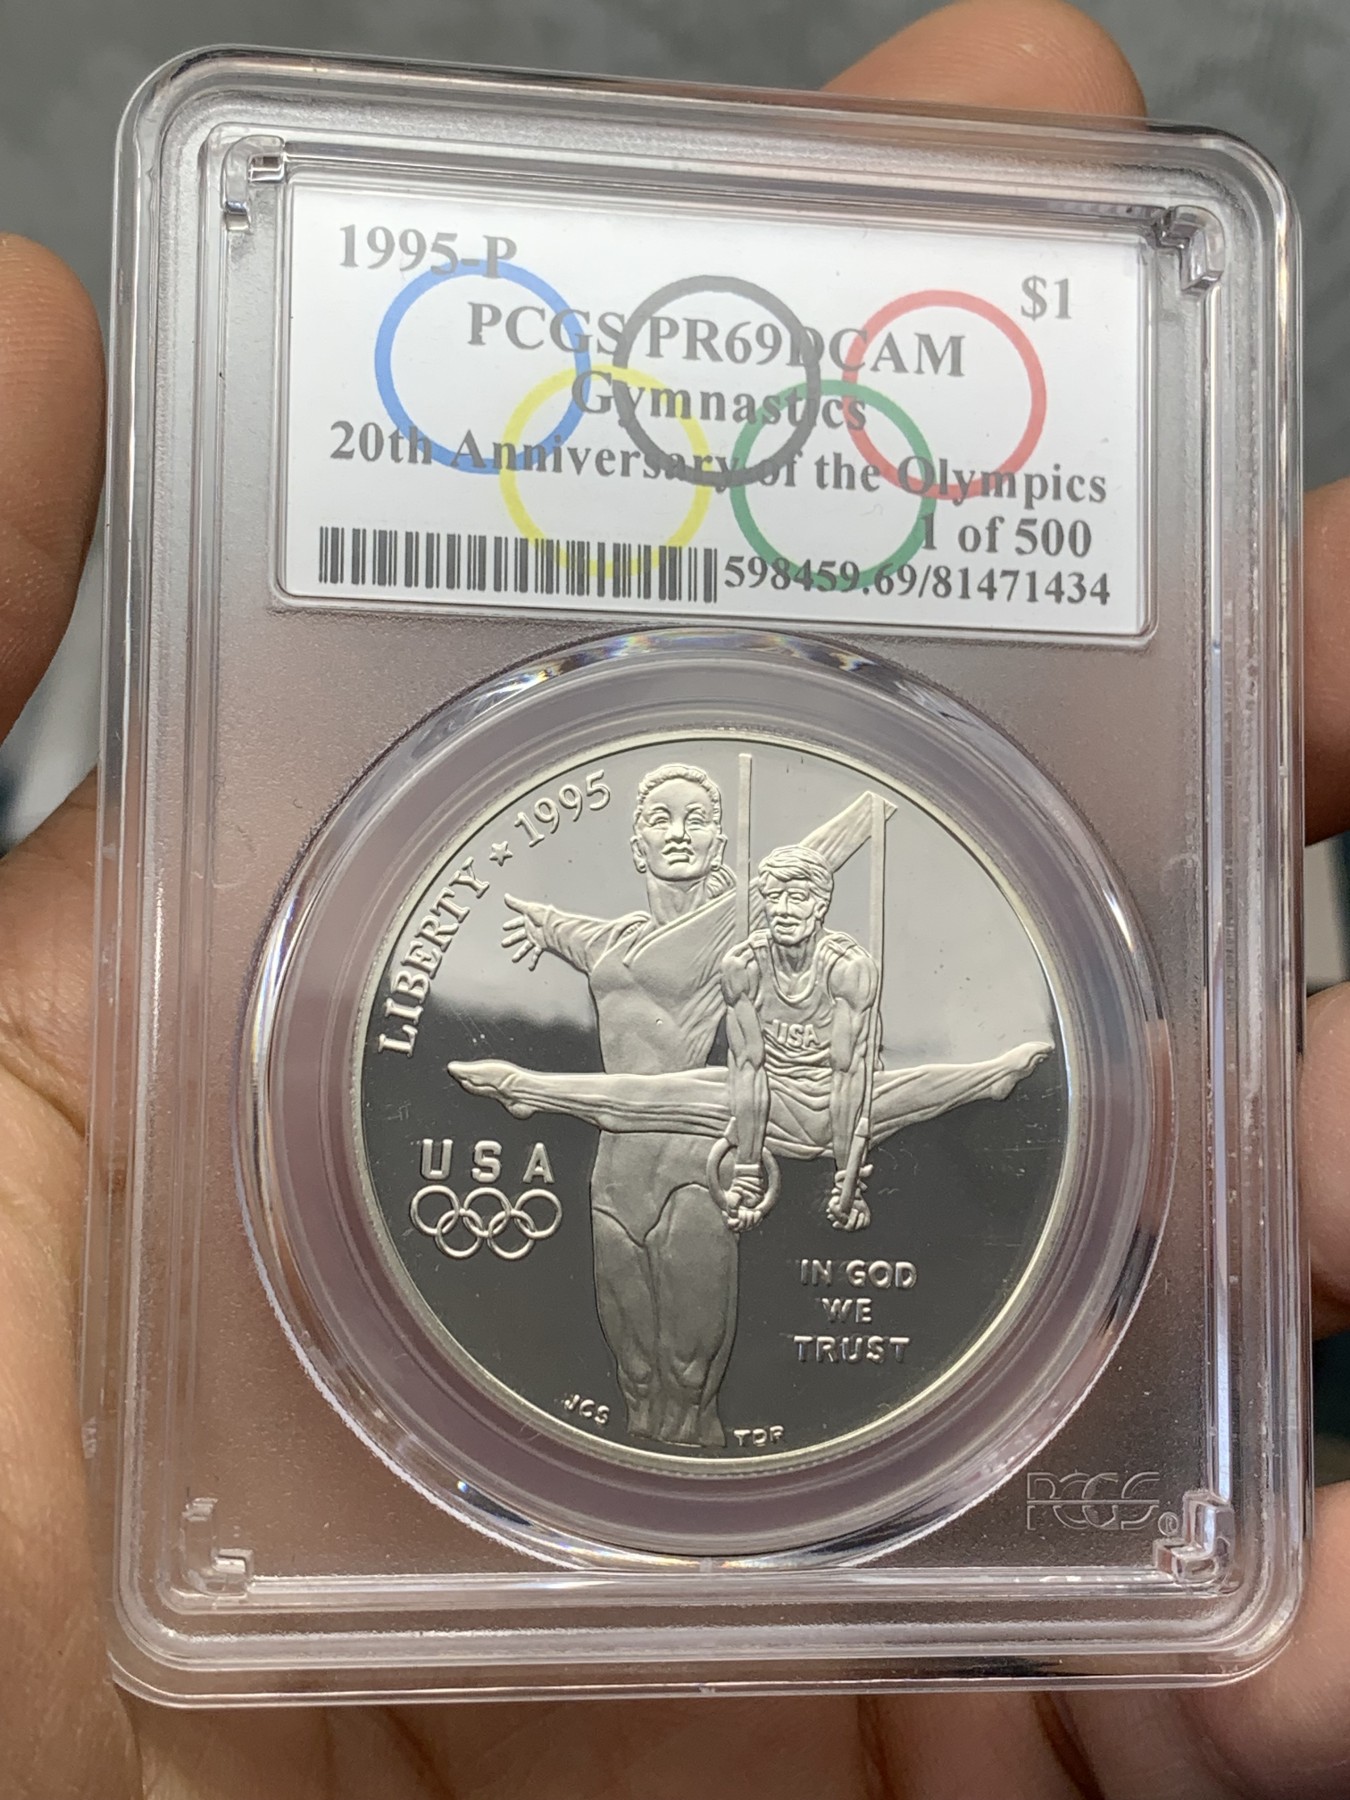 1995-P
$1
PCGS PR69DCAM
Gymnastics
20th Anniversary of the Olympics
1 of 500
598459.69/81471434
LIBERTY ★ 1995
USA
USA
IN GOD
WE
TRUST
JCS
TDR
PCGS®